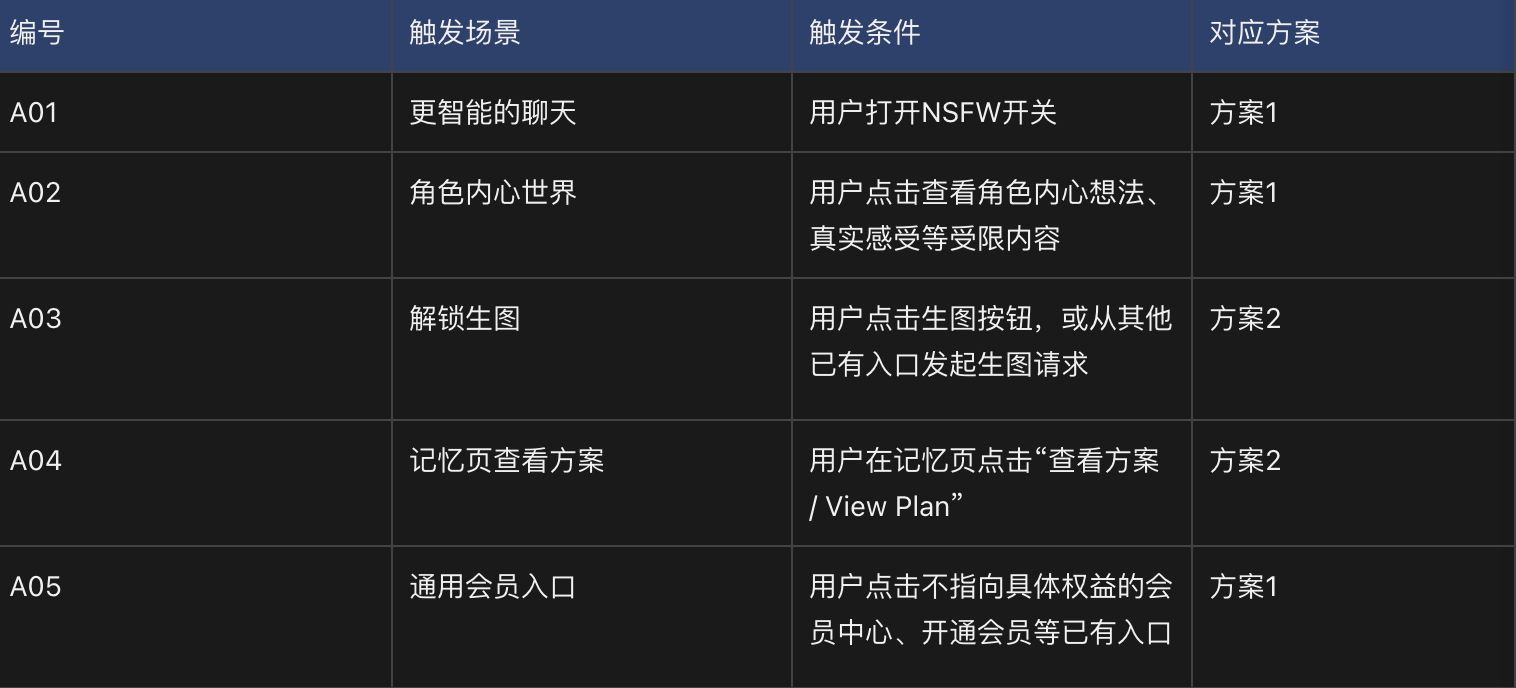 编号
触发场景
触发条件
对应方案
A01
更智能的聊天
用户打开NSFW开关
方案1
A02
角色内心世界
用户点击查看角色内心想法、
真实感受等受限内容
方案1
A03
解锁生图
用户点击生图按钮，或从其他
已有入口发起生图请求
方案2
A04
记忆页查看方案
用户在记忆页点击“查看方案
/ View Plan”
方案2
A05
通用会员入口
用户点击不指向具体权益的会
员中心、开通会员等已有入口
方案1